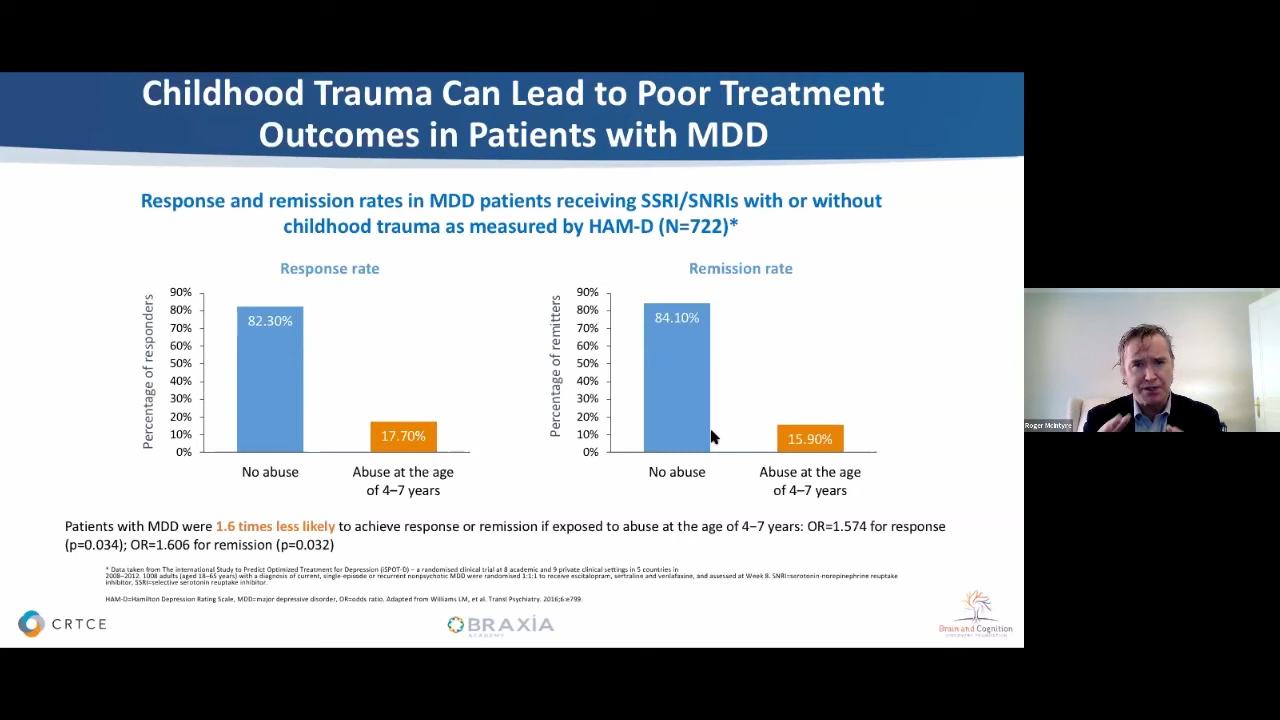 Childhood Trauma Can Lead to Poor Treatment
Outcomes in Patients with MDD
Response and remission rates in MDD patients receiving SSRI/SNRIs with or without
childhood trauma as measured by HAM-D (N=722)*
Response rate
Percentage of responders
90%
80%
70%
60%
50%
40%
30%
20%
10%
0%
82.30%
17.70%
No abuse
Abuse at the age
of 4–7 years
Remission rate
Percentage of remitters
90%
80%
70%
60%
50%
40%
30%
20%
10%
0%
84.10%
15.90%
No abuse
Abuse at the age
of 4–7 years
Roger McIntyre
Patients with MDD were 1.6 times less likely to achieve response or remission if exposed to abuse at the age of 4–7 years: OR=1.574 for response
(p=0.034); OR=1.606 for remission (p=0.032)
* Data taken from The international Study to Predict Optimized Treatment for Depression (iSPOT-D) – a randomised clinical trial at 8 academic and 9 private clinical settings in 5 countries in
2008–2012. 1008 adults (aged 18–65 years) with a diagnosis of current, single-episode or recurrent nonpsychotic MDD were randomised 1:1:1 to receive escitalopram, sertraline and venlafaxine, and assessed at Week 8. SNRI=serotonin-norepinephrine reuptake
inhibitor, SSRI=selective serotonin reuptake inhibitor.
HAM-D=Hamilton Depression Rating Scale, MDD=major depressive disorder, OR=odds ratio. Adapted from Williams LM, et al. Transl Psychiatry. 2016;6:e799.
CRTCE
BRAXIA
ACADEMY
Brain and Cognition
DISCOVERY FOUNDATION